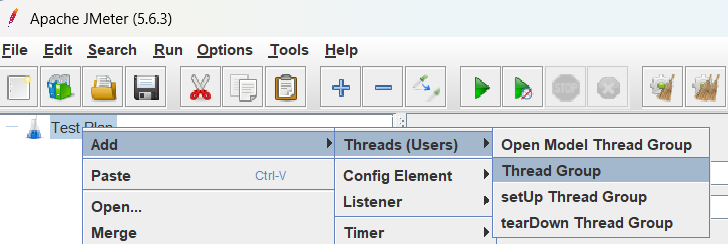 Apache JMeter (5.6.3)
File Edit Search Run Options Tools Help
Test Plan
Add Threads (Users) Open Model Thread Group
Thread Group
Paste Ctrl-V Config Element
setUp Thread Group
Open... Listener
tearDown Thread Group
Merge Timer